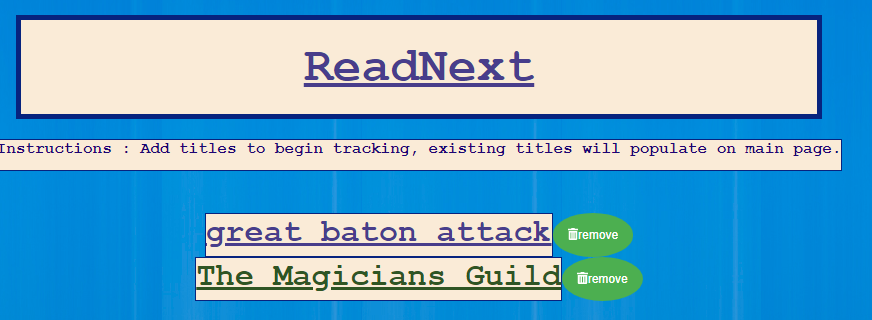 ReadNext
Instructions : Add titles to begin tracking, existing titles will populate on main page.
great baton attack remove
The Magicians Guild remove